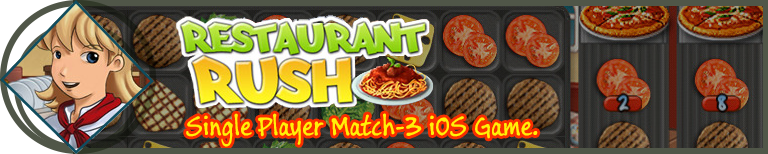 RESTAURANT
RUSH
Single Player Match-3 iOS Game.
2
8